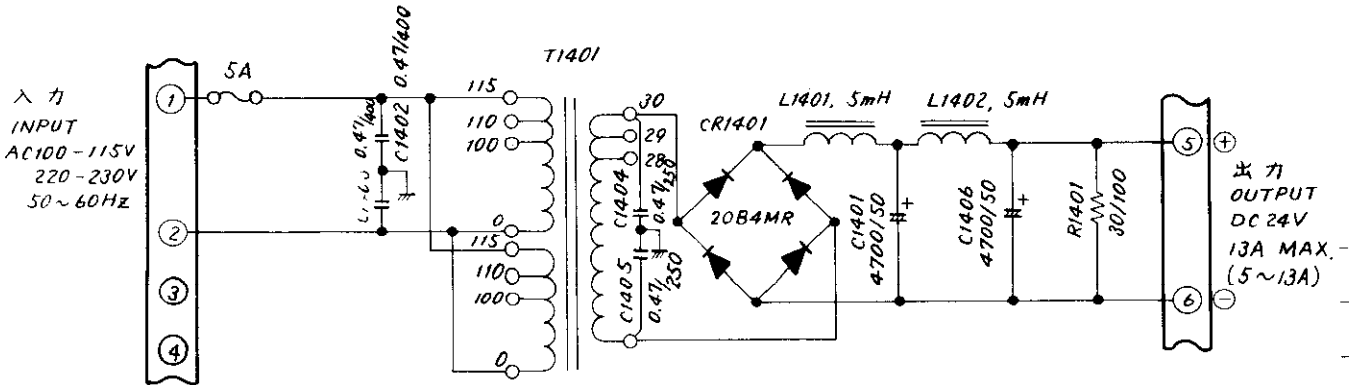 入力
INPUT
AC100-115V
220-230V
50~60Hz
1
2
3
4
5A
0.47/400
C1402 0.47/400
T1401
115
110
100
0
115
110
100
0
30
29
28
C1404
0.47/250
C1405
0.47/250
CR1401
20B4MR
L1401, 5mH
L1402, 5mH
C1401
4700/50
+
C1406
4700/50
+
R1401
30/100
5
+
6
−
出力
OUTPUT
DC24V
13A MAX.
(5~13A)